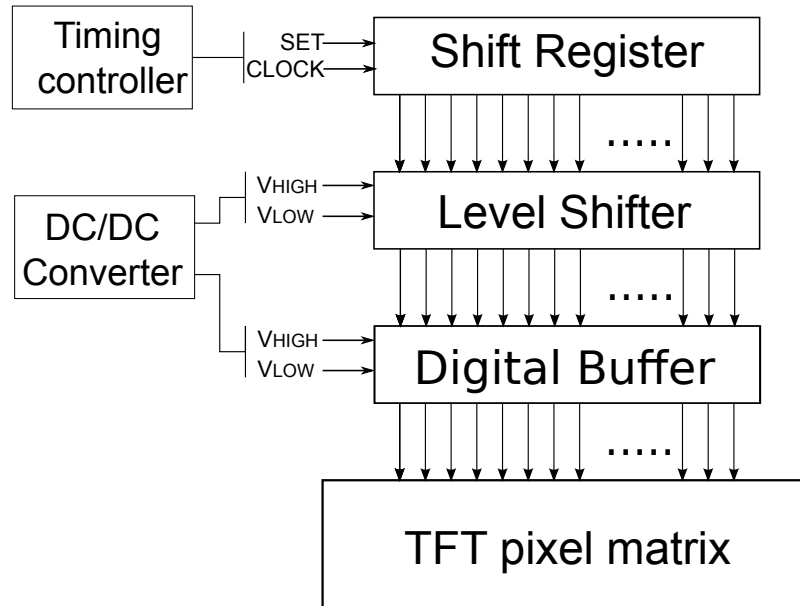 Timing
controller
SET
CLOCK
Shift Register
.....
VHIGH
VLOW
Level Shifter
DC/DC
Converter
.....
VHIGH
VLOW
Digital Buffer
.....
TFT pixel matrix